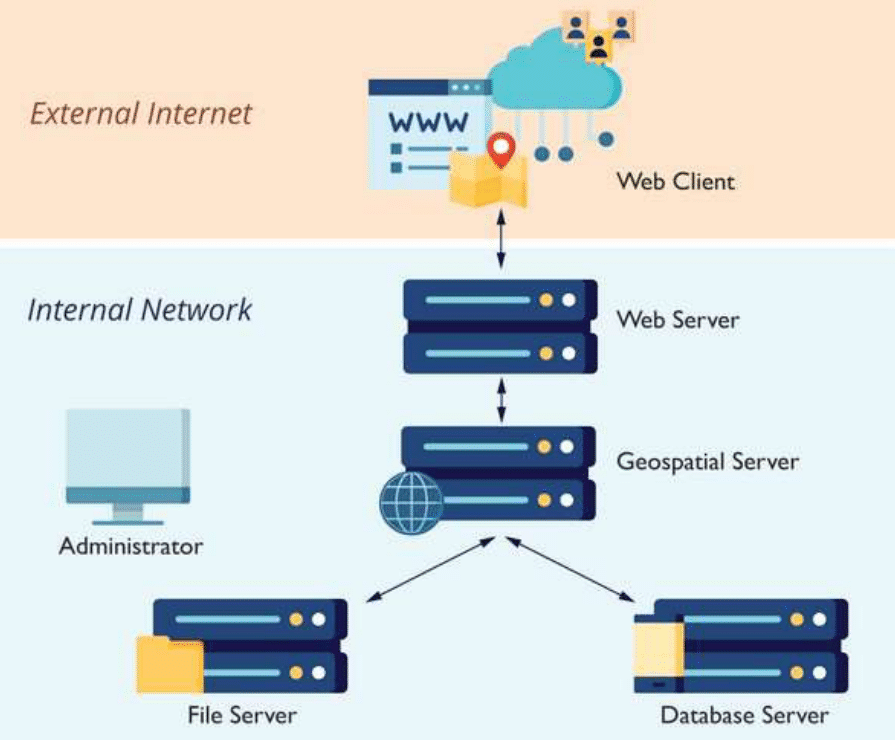 External Internet
WWW
Web Client
Internal Network
Web Server
Geospatial Server
Administrator
File Server
Database Server